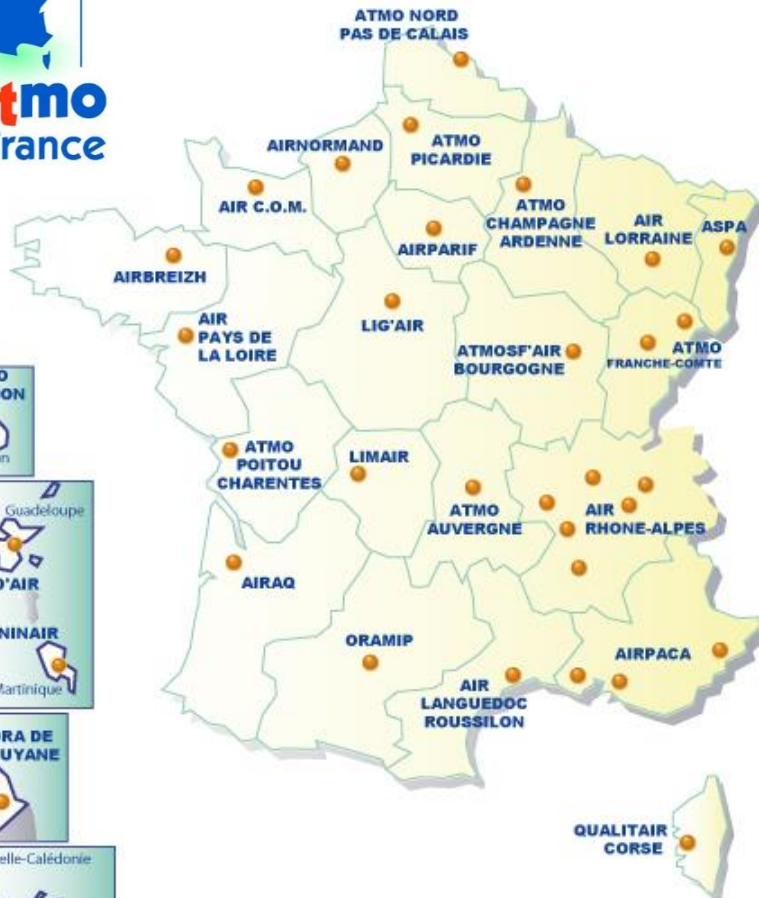 ATMO NORD
PAS DE CALAIS
tmo
France
AIRNORMAND
ATMO
PICARDIE
AIR C.O.M.
ATMO
CHAMPAGNE
ARDENNE
AIR
LORRAINE
ASPA
AIRPARIF
AIRBREIZH
AIR
PAYS DE
LA LOIRE
LIG'AIR
ATMOSF'AIR
BOURGOGNE
ATMO
FRANCHE-COMTE
ATMO
POITOU
CHARENTES
LIMAIR
ATMO
AUVERGNE
AIR
RHONE-ALPES
Guadeloupe
D'AIR
NINAIR
Martinique
AIRAQ
ORAMIP
AIR
LANGUEDOC
ROUSSILON
AIRPACA
RA DE
UYANE
QUALITAIR
CORSE
elle-Calédonie